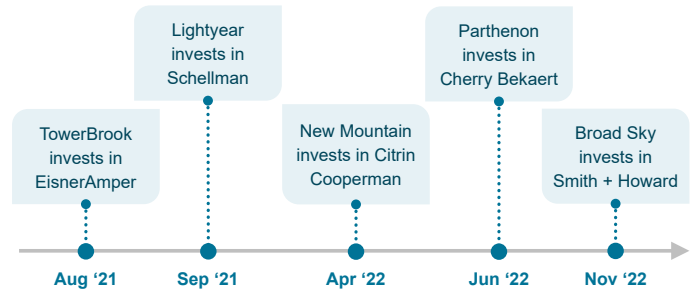 Lightyear
invests in
Schellman
Parthenon
invests in
Cherry Bekaert
TowerBrook
invests in
EisnerAmper
New Mountain
invests in Citrin
Cooperman
Broad Sky
invests in
Smith + Howard
Aug ‘21
Sep ‘21
Apr ‘22
Jun ‘22
Nov ‘22